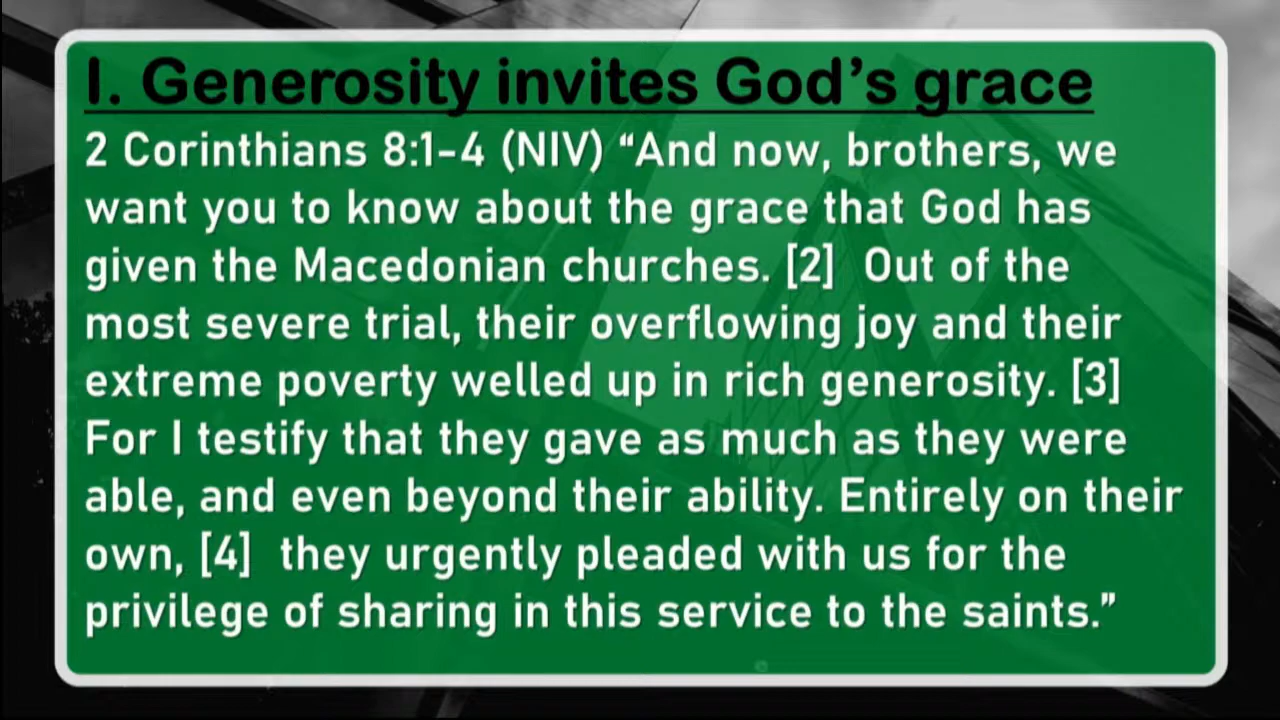 I. Generosity invites God’s grace
2 Corinthians 8:1-4 (NIV) “And now, brothers, we
want you to know about the grace that God has
given the Macedonian churches. [2]  Out of the
most severe trial, their overflowing joy and their
extreme poverty welled up in rich generosity. [3]
For I testify that they gave as much as they were
able, and even beyond their ability. Entirely on their
own, [4]  they urgently pleaded with us for the
privilege of sharing in this service to the saints.”